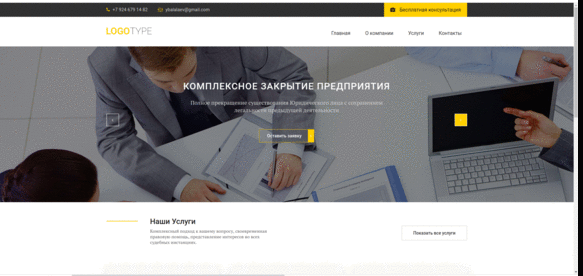 +7 924 679 14 62
ybatalaev@gmail.com
Бесплатная консультация
LOGOTYPE
Главная
О компании
Услуги
Контакты
КОМПЛЕКСНОЕ ЗАКРЫТИЕ ПРЕДПРИЯТИЯ
Полное прекращение существования Юридического лица с сохранением
легальности предыдущей деятельности.
Оставить заявку
Наши Услуги
Комплексный подход к вашему вопросу, своевременная
правовая помощь, представление интересов во всех
судебных инстанциях.
Показать все услуги